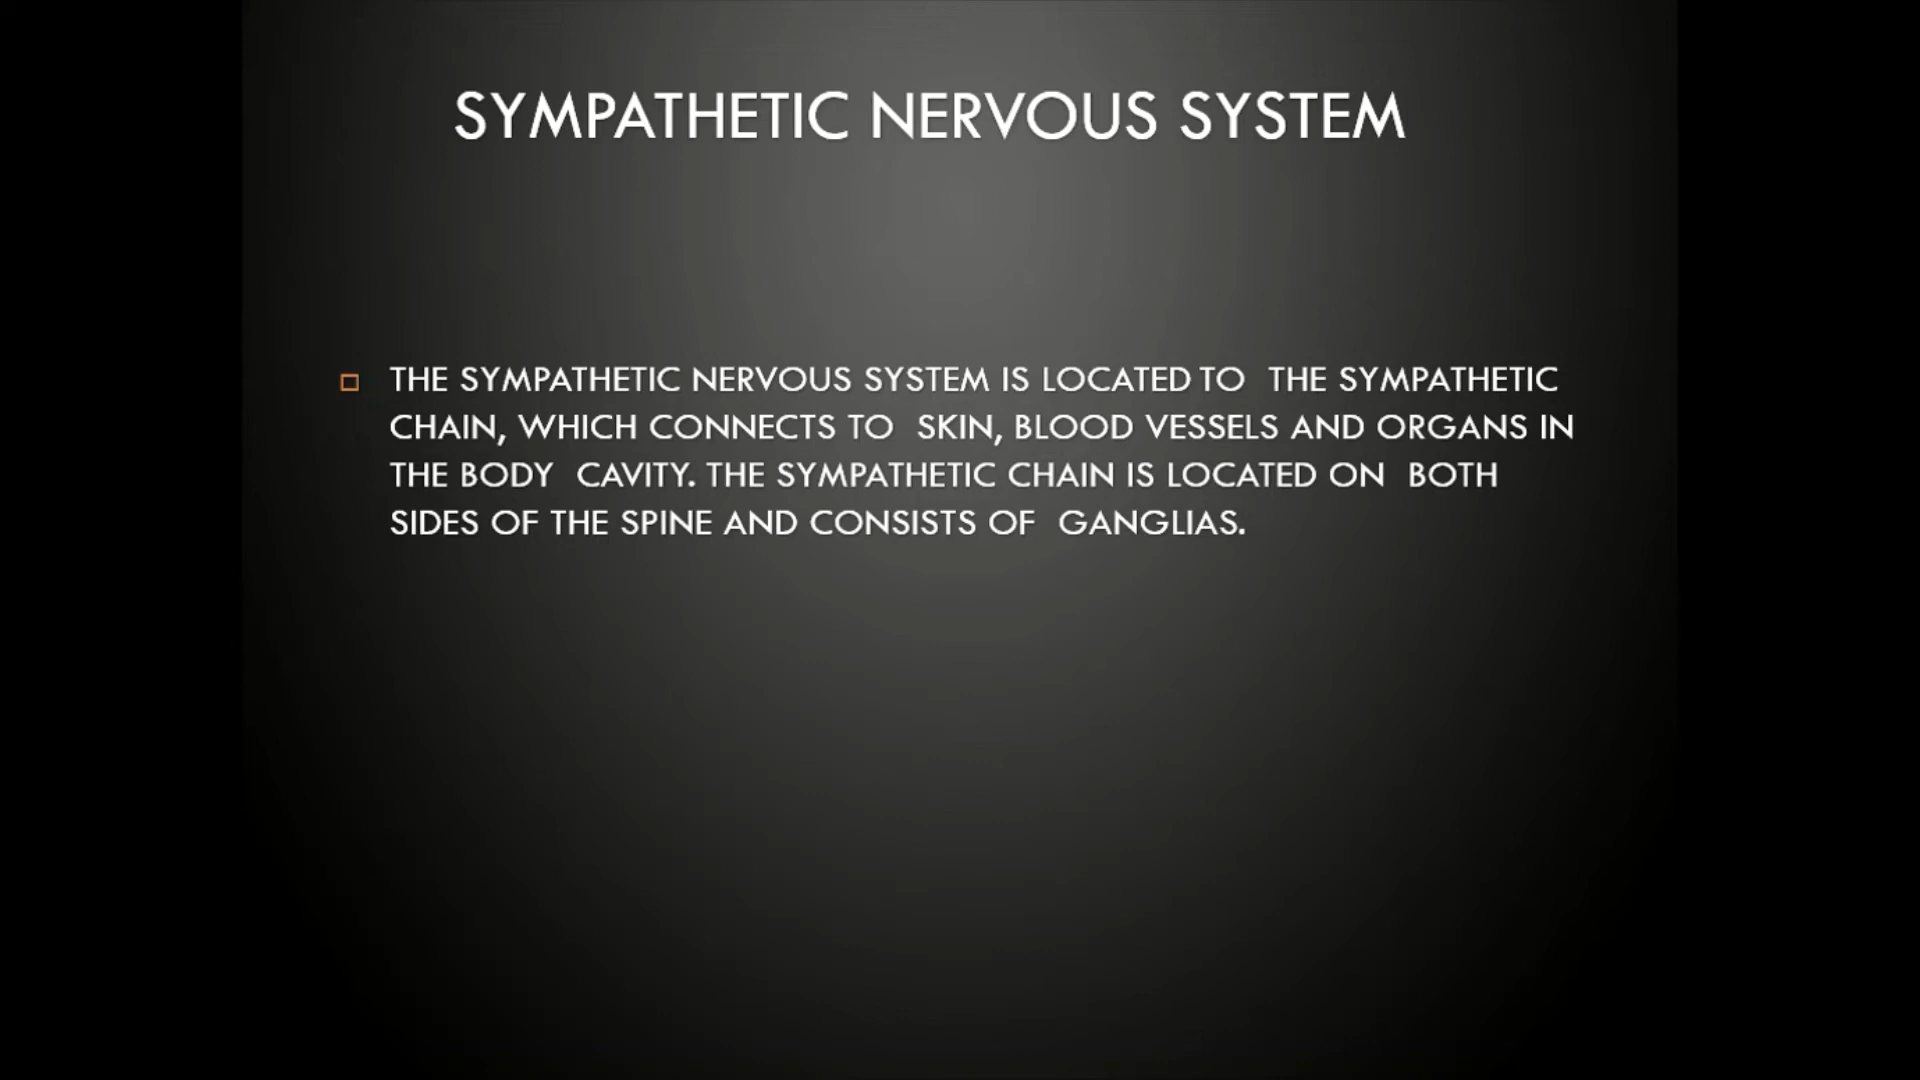 SYMPATHETIC NERVOUS SYSTEM
THE SYMPATHETIC NERVOUS SYSTEM IS LOCATED TO THE SYMPATHETIC
CHAIN, WHICH CONNECTS TO SKIN, BLOOD VESSELS AND ORGANS IN
THE BODY CAVITY. THE SYMPATHETIC CHAIN IS LOCATED ON BOTH
SIDES OF THE SPINE AND CONSISTS OF GANGLIAS.